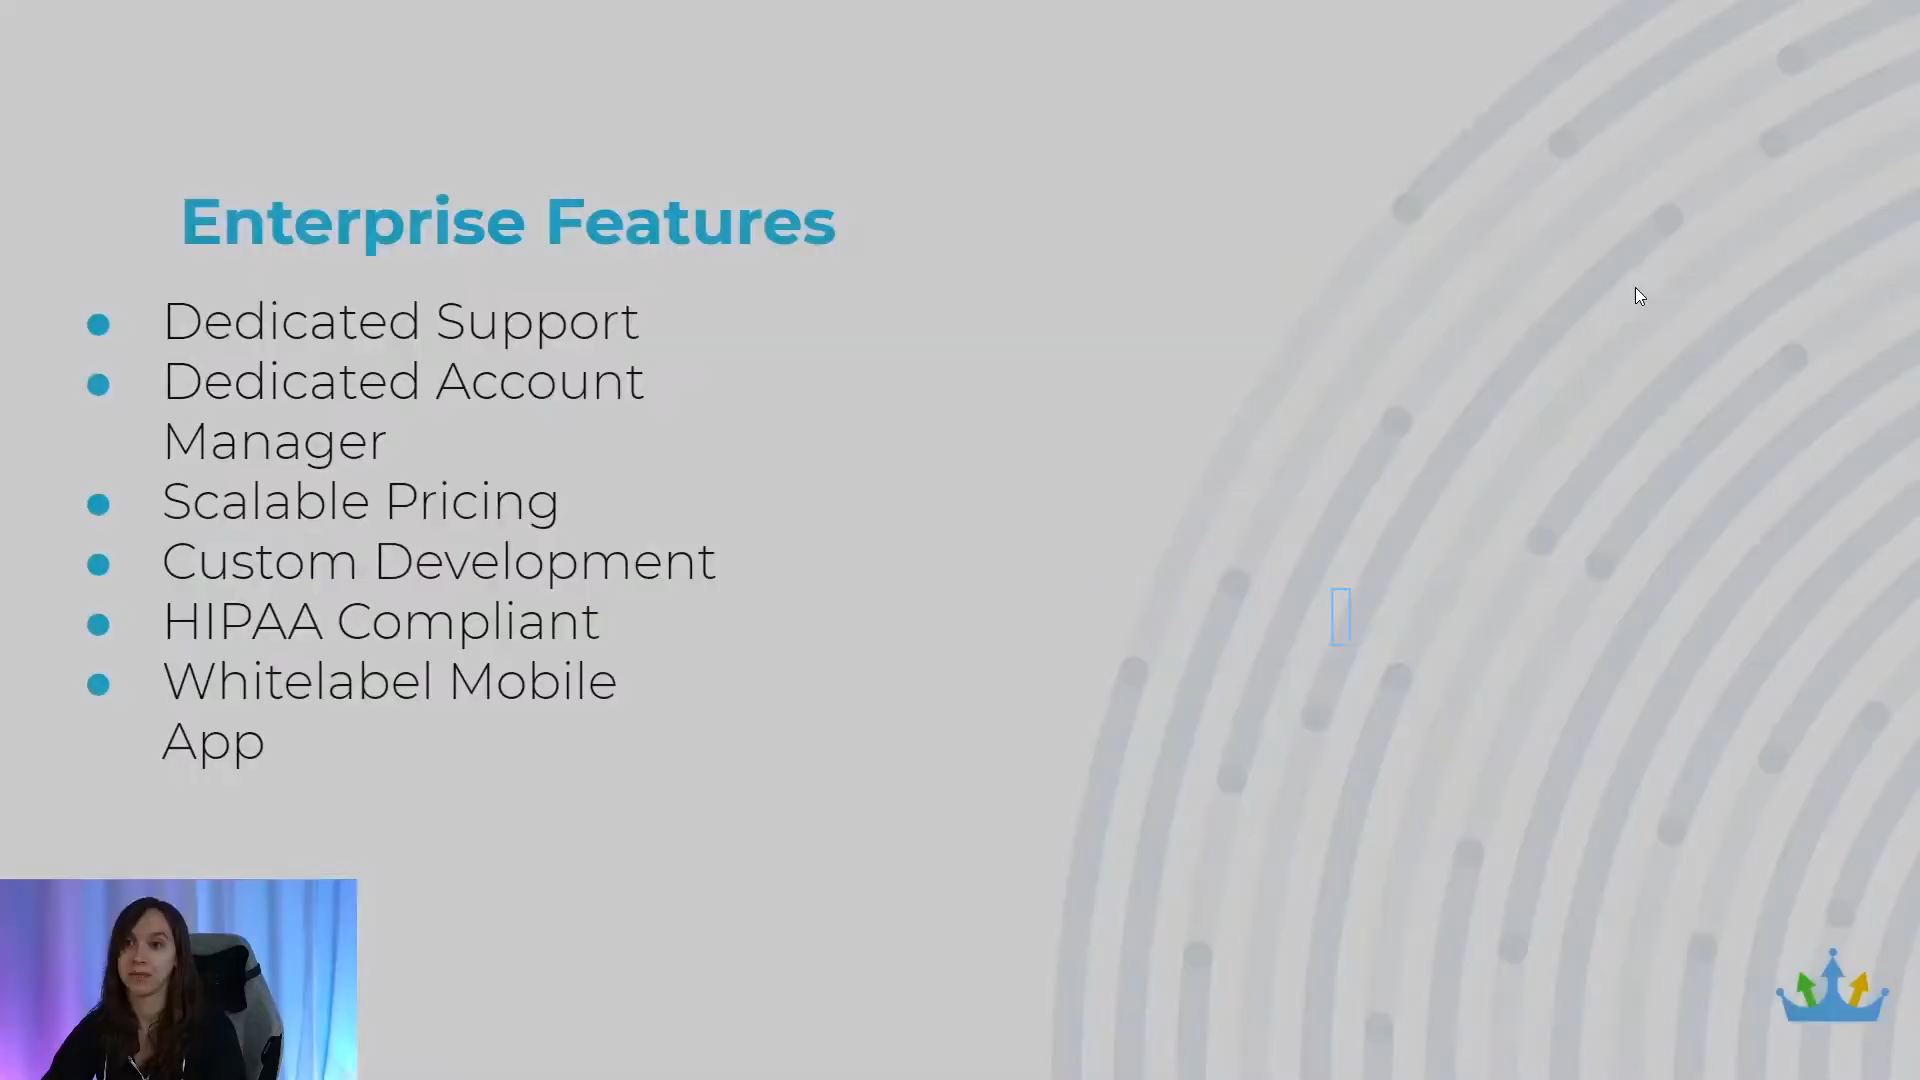 Enterprise Features
Dedicated Support
Dedicated Account
Manager
Scalable Pricing
Custom Development
HIPAA Compliant
Whitelabel Mobile
App